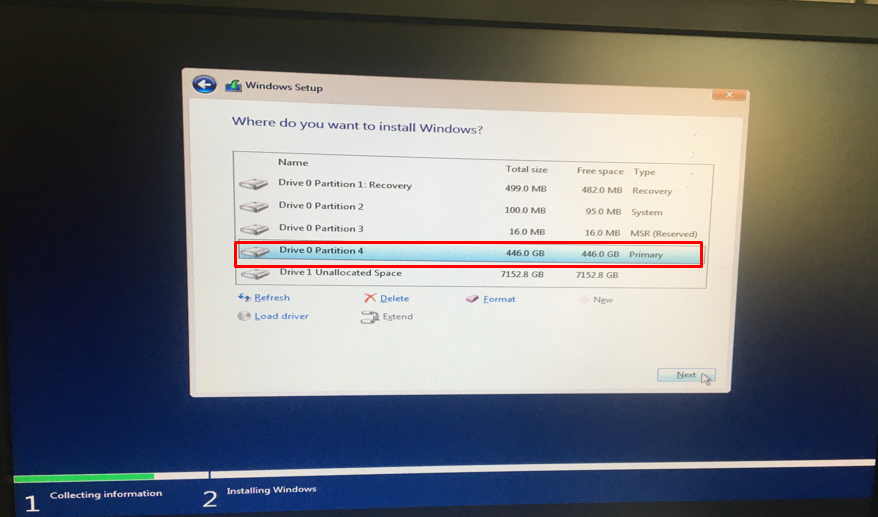 Windows Setup
Where do you want to install Windows?
Name Total size Free space Type
Drive 0 Partition 1: Recovery 499.0 MB 482.0 MB Recovery
Drive 0 Partition 2 100.0 MB 95.0 MB System
Drive 0 Partition 3 16.0 MB 16.0 MB MSR (Reserved)
Drive 0 Partition 4 446.0 GB 446.0 GB Primary
Drive 1 Unallocated Space 7152.8 GB 7152.8 GB
Refresh Delete Format New
Load driver Extend
Next
1 Collecting information 2 Installing Windows